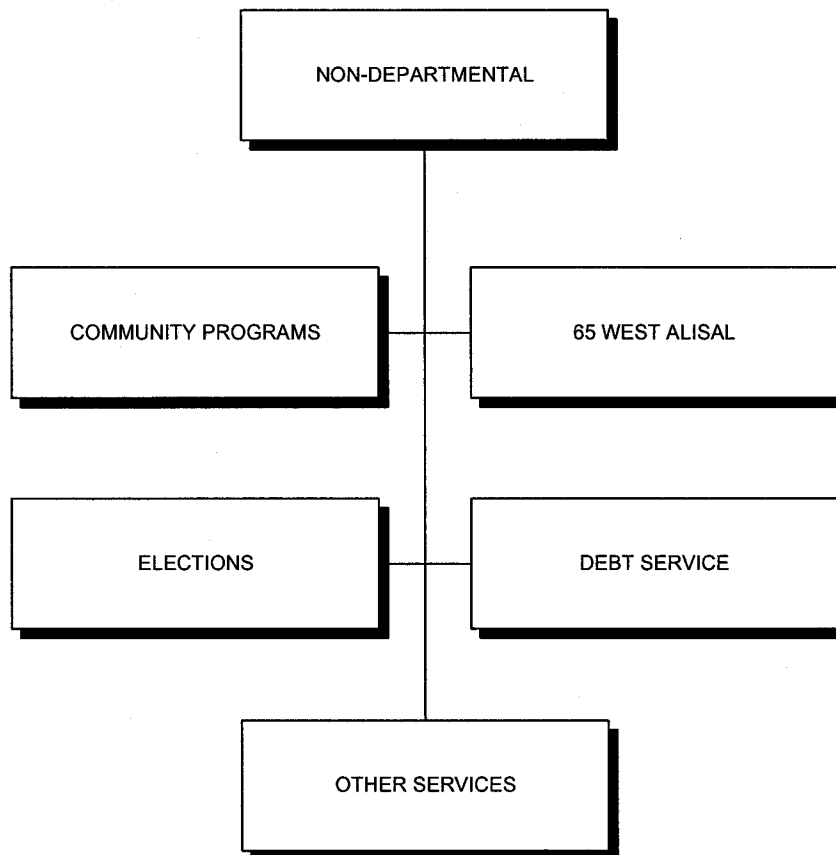 NON-DEPARTMENTAL
COMMUNITY PROGRAMS
65 WEST ALISAL
ELECTIONS
DEBT SERVICE
OTHER SERVICES